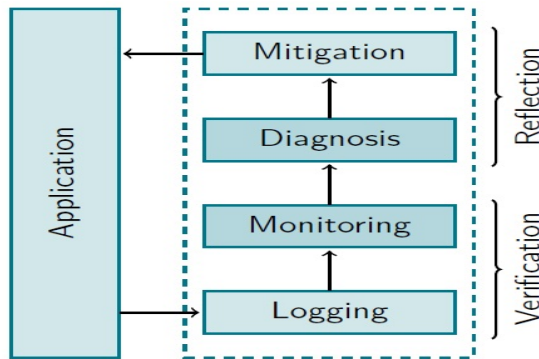 Application
Mitigation
Diagnosis
Monitoring
Logging
Reflection
Verification